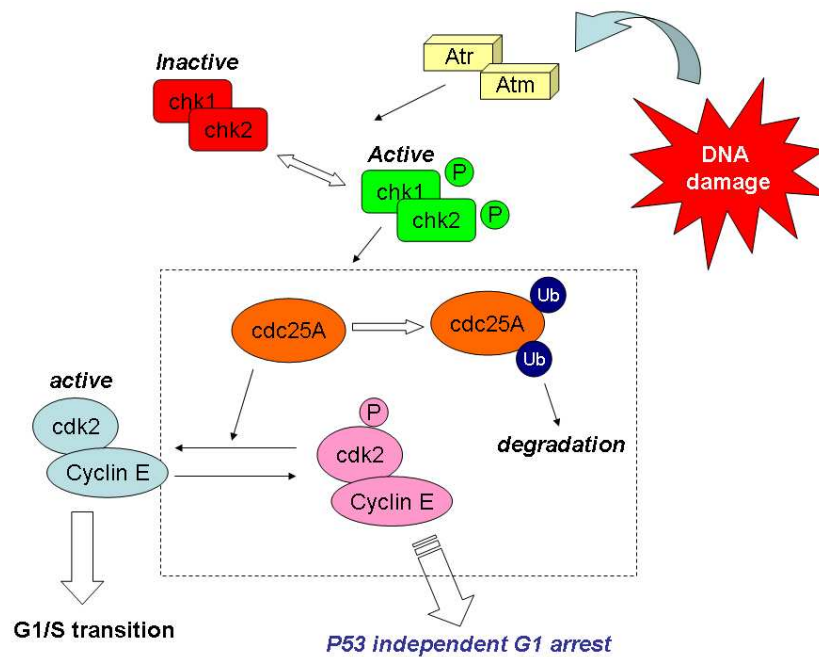 Atr
Atm
Inactive
chk1
chk2
DNA
damage
Active
P
chk1
chk2
P
Ub
cdc25A
cdc25A
Ub
active
P
cdk2
degradation
cdk2
Cyclin E
Cyclin E
G1/S transition
P53 independent G1 arrest